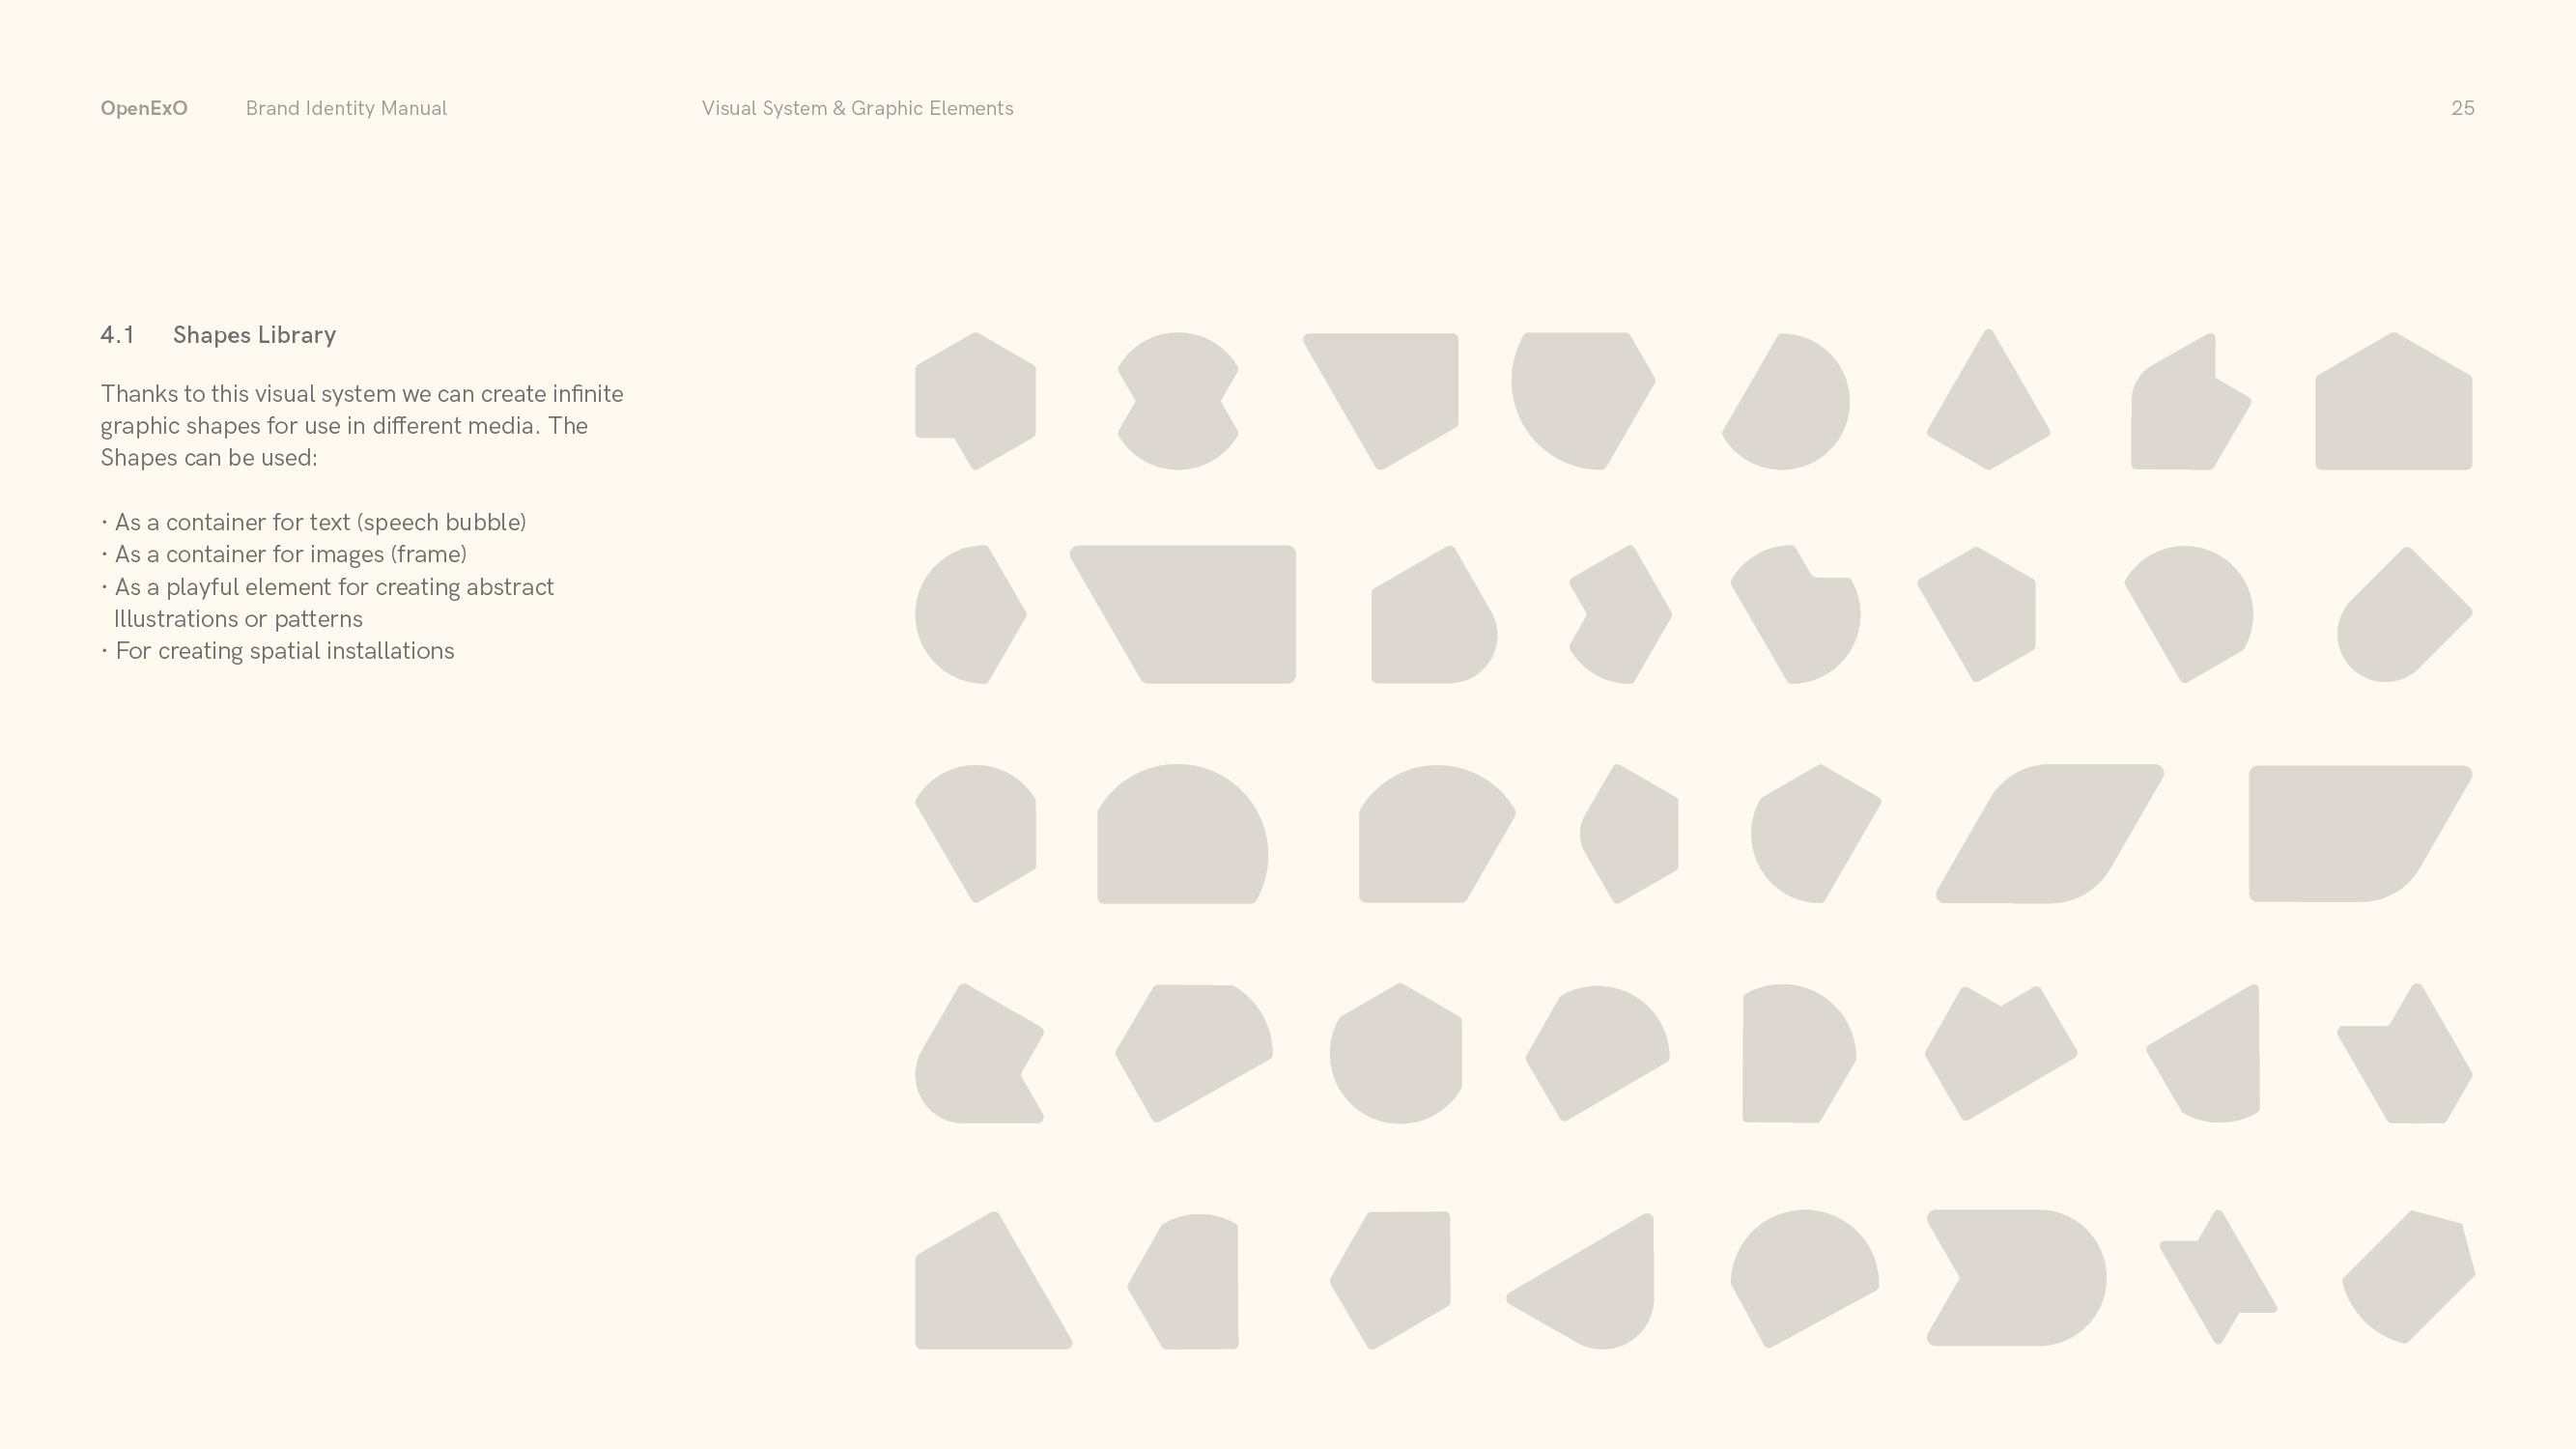 OpenExO Brand Identity Manual Visual System & Graphic Elements 25
4.1 Shapes Library
Thanks to this visual system we can create infinite
graphic shapes for use in different media. The
Shapes can be used:
· As a container for text (speech bubble)
· As a container for images (frame)
· As a playful element for creating abstract
Illustrations or patterns
· For creating spatial installations